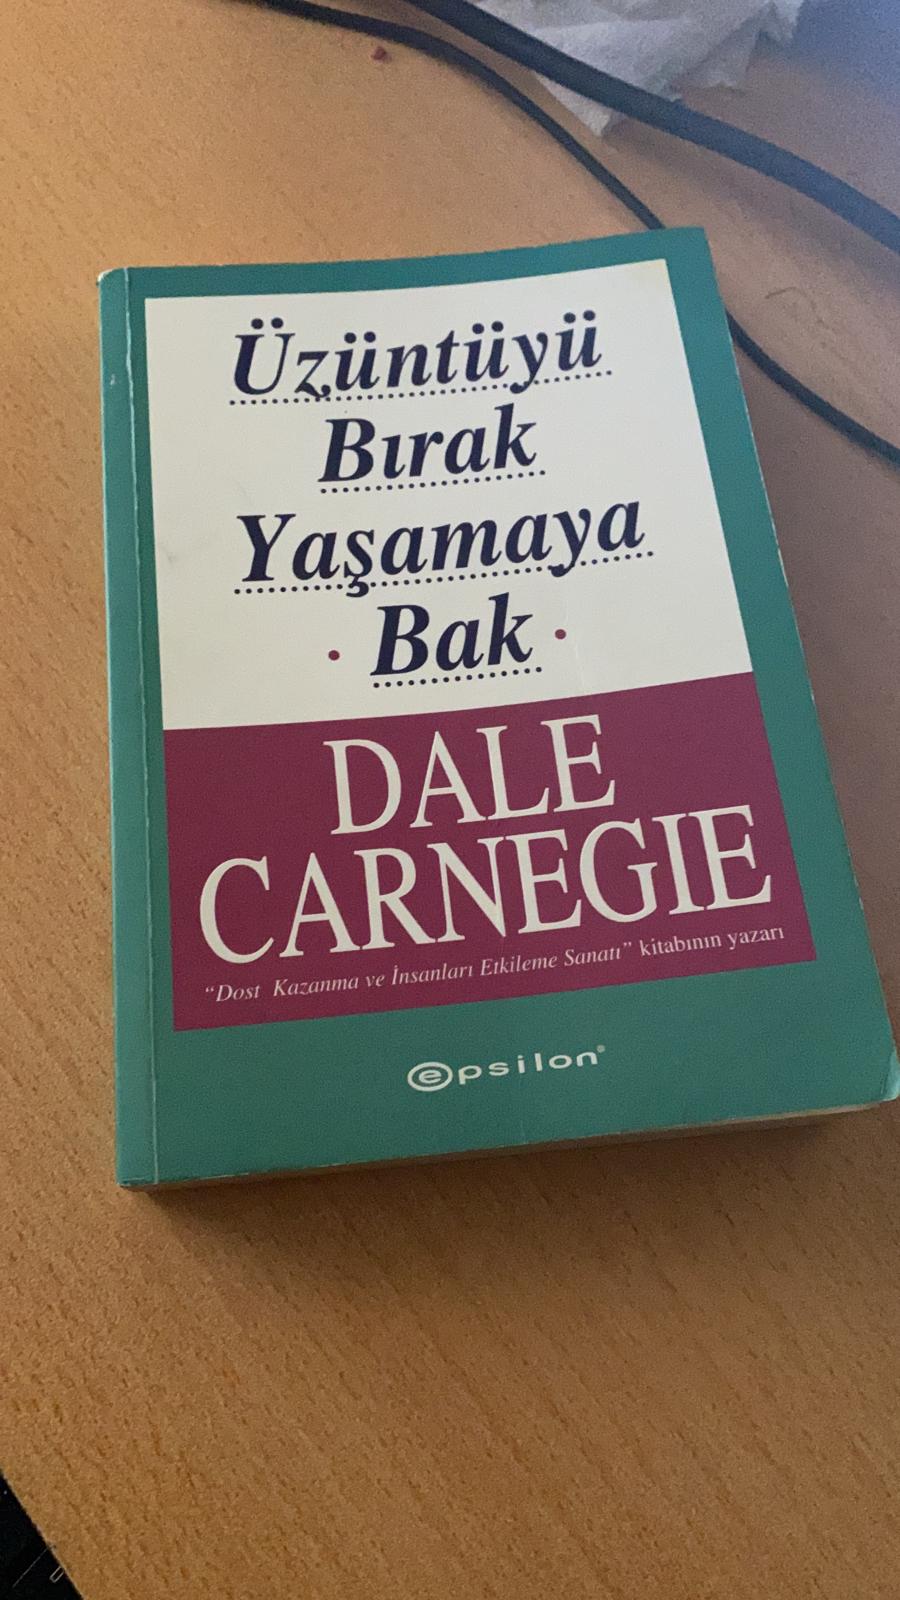 Üzüntüyü
Bırak
Yaşamaya
· Bak ·
DALE
CARNEGIE
“Dost Kazanma ve İnsanları Etkileme Sanatı” kitabının yazarı
epsilon®